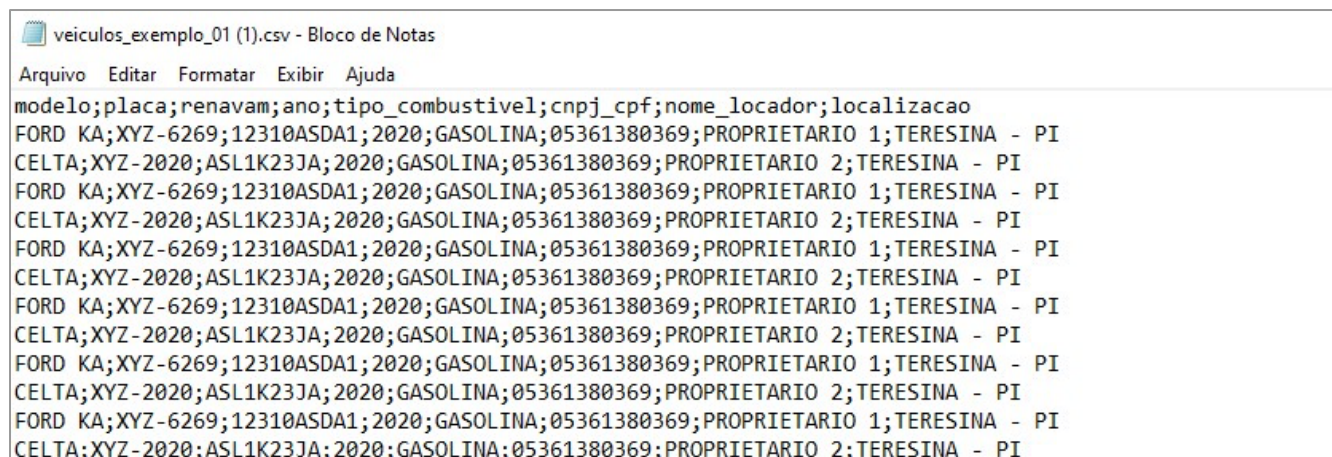 veiculos_exemplo_01 (1).csv - Bloco de Notas
Arquivo Editar Formatar Exibir Ajuda
modelo;placa;renavam;ano;tipo_combustivel;cnpj_cpf;nome_locador;localizacao
FORD KA;XYZ-6269;12310ASDA1;2020;GASOLINA;05361380369;PROPRIETARIO 1;TERESINA - PI
CELTA;XYZ-2020;ASL1K23JA;2020;GASOLINA;05361380369;PROPRIETARIO 2;TERESINA - PI
FORD KA;XYZ-6269;12310ASDA1;2020;GASOLINA;05361380369;PROPRIETARIO 1;TERESINA - PI
CELTA;XYZ-2020;ASL1K23JA;2020;GASOLINA;05361380369;PROPRIETARIO 2;TERESINA - PI
FORD KA;XYZ-6269;12310ASDA1;2020;GASOLINA;05361380369;PROPRIETARIO 1;TERESINA - PI
CELTA;XYZ-2020;ASL1K23JA;2020;GASOLINA;05361380369;PROPRIETARIO 2;TERESINA - PI
FORD KA;XYZ-6269;12310ASDA1;2020;GASOLINA;05361380369;PROPRIETARIO 1;TERESINA - PI
CELTA;XYZ-2020;ASL1K23JA;2020;GASOLINA;05361380369;PROPRIETARIO 2;TERESINA - PI
FORD KA;XYZ-6269;12310ASDA1;2020;GASOLINA;05361380369;PROPRIETARIO 1;TERESINA - PI
CELTA;XYZ-2020;ASL1K23JA;2020;GASOLINA;05361380369;PROPRIETARIO 2;TERESINA - PI
FORD KA;XYZ-6269;12310ASDA1;2020;GASOLINA;05361380369;PROPRIETARIO 1;TERESINA - PI
CELTA;XYZ-2020;ASL1K23JA;2020;GASOLINA;05361380369;PROPRIETARIO 2;TERESINA - PI